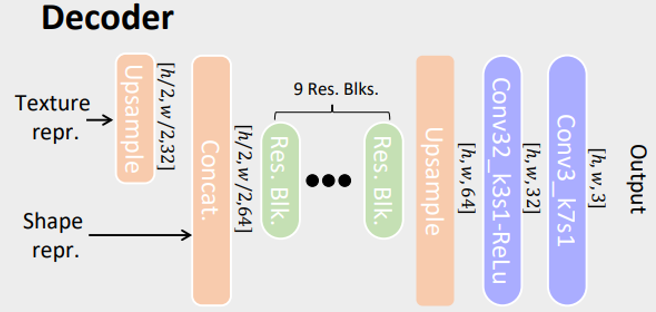 Decoder
Texture
repr.
Upsample
[h/2,w/2,32]
Shape
repr.
Concat.
[h/2,w/2,64]
9 Res. Blks.
Res. Blk.
Res. Blk.
Upsample
[h,w,64]
Conv32_k3s1-ReLu
[h,w,32]
Conv3_k7s1
[h,w,3]
Output